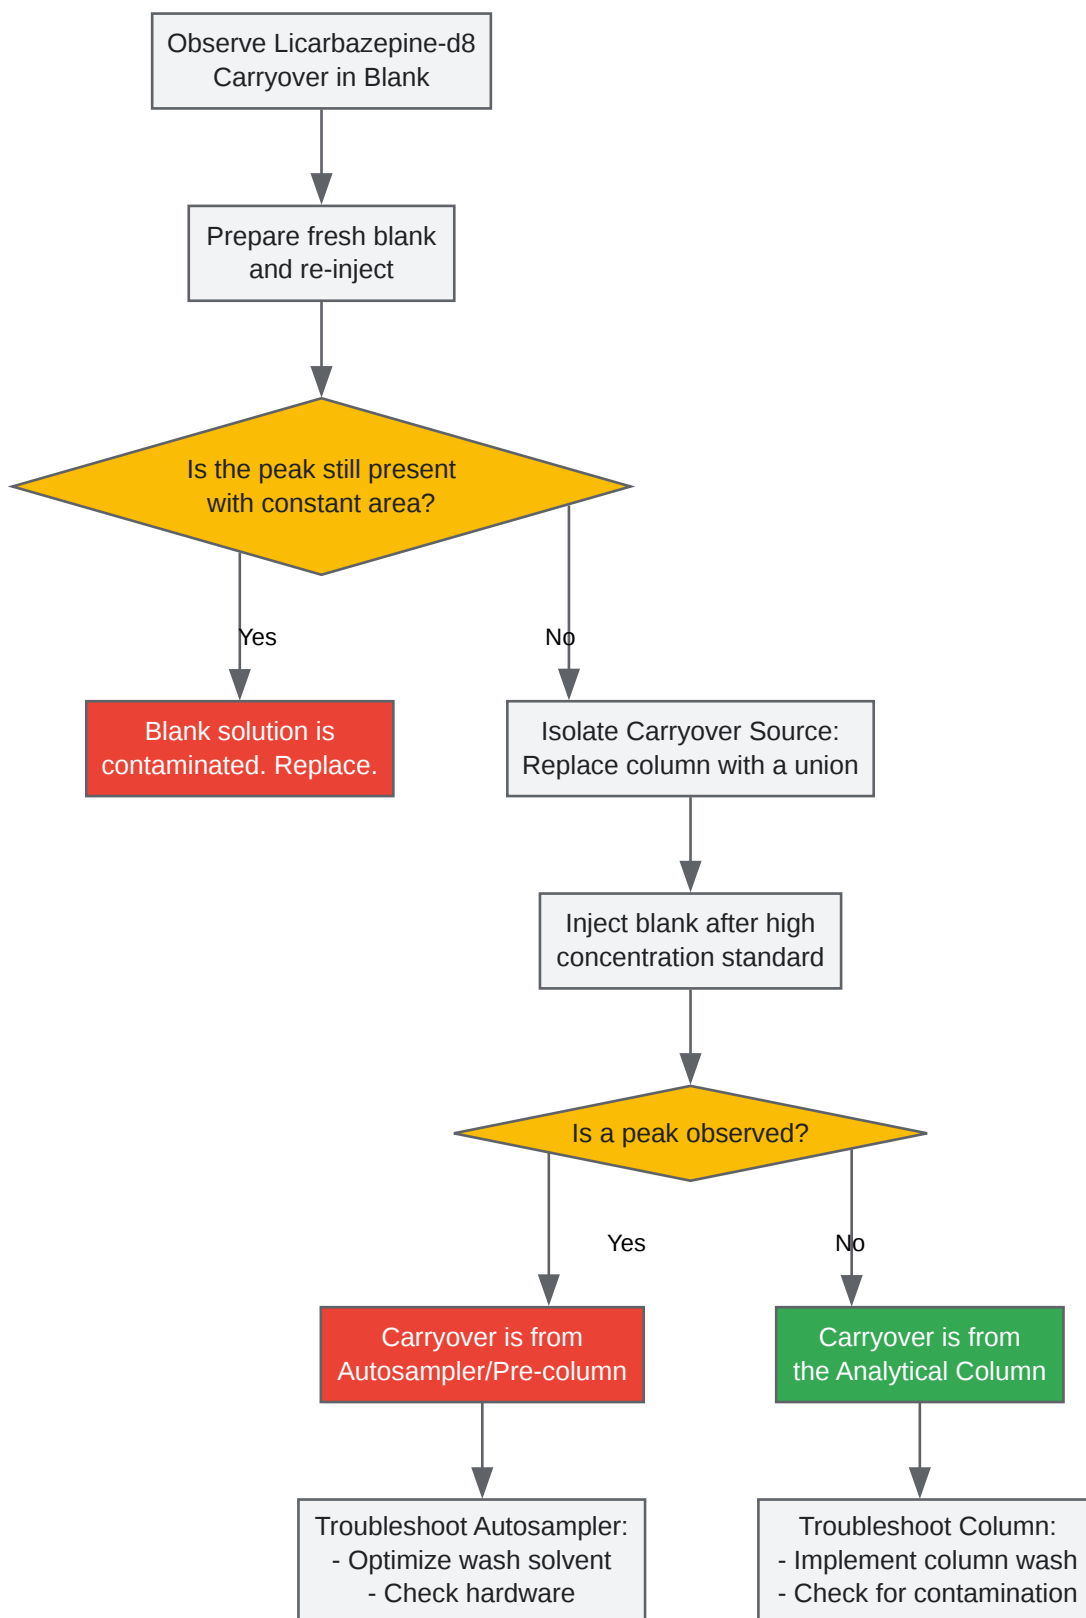 Observe Licarbazepine-d8
Carryover in Blank
Prepare fresh blank
and re-inject
Is the peak still present
with constant area?
Yes
No
Blank solution is
contaminated. Replace.
Isolate Carryover Source:
Replace column with a union
Inject blank after high
concentration standard
Is a peak observed?
Yes
No
Carryover is from
Autosampler/Pre-column
Carryover is from
the Analytical Column
Troubleshoot Autosampler:
- Optimize wash solvent
- Check hardware
Troubleshoot Column:
- Implement column wash
- Check for contamination